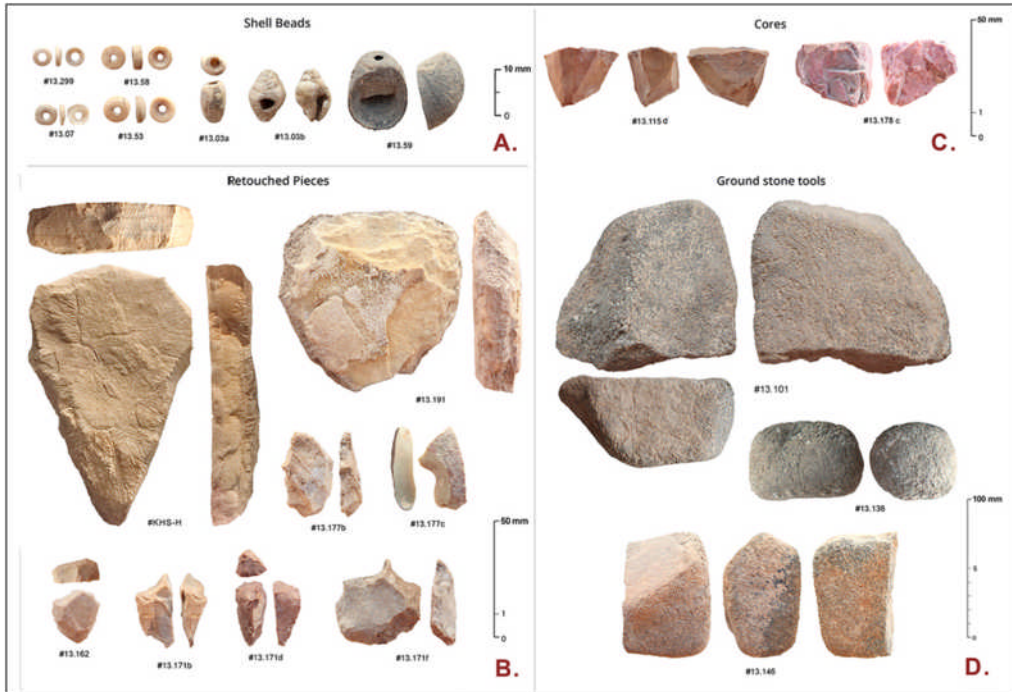 Shell Beads
#13.299
#13.58
#13.07
#13.53
#13.03a
#13.03b
#13.59
10 mm
0
A.
Cores
#13.115 d
#13.178 c
50 mm
1
0
C.
Retouched Pieces
#KHS-H
#13.191
#13.177b
#13.177c
#13.162
#13.171b
#13.171d
#13.171f
50 mm
1
0
B.
Ground stone tools
#13.101
#13.136
#13.146
100 mm
5
0
D.